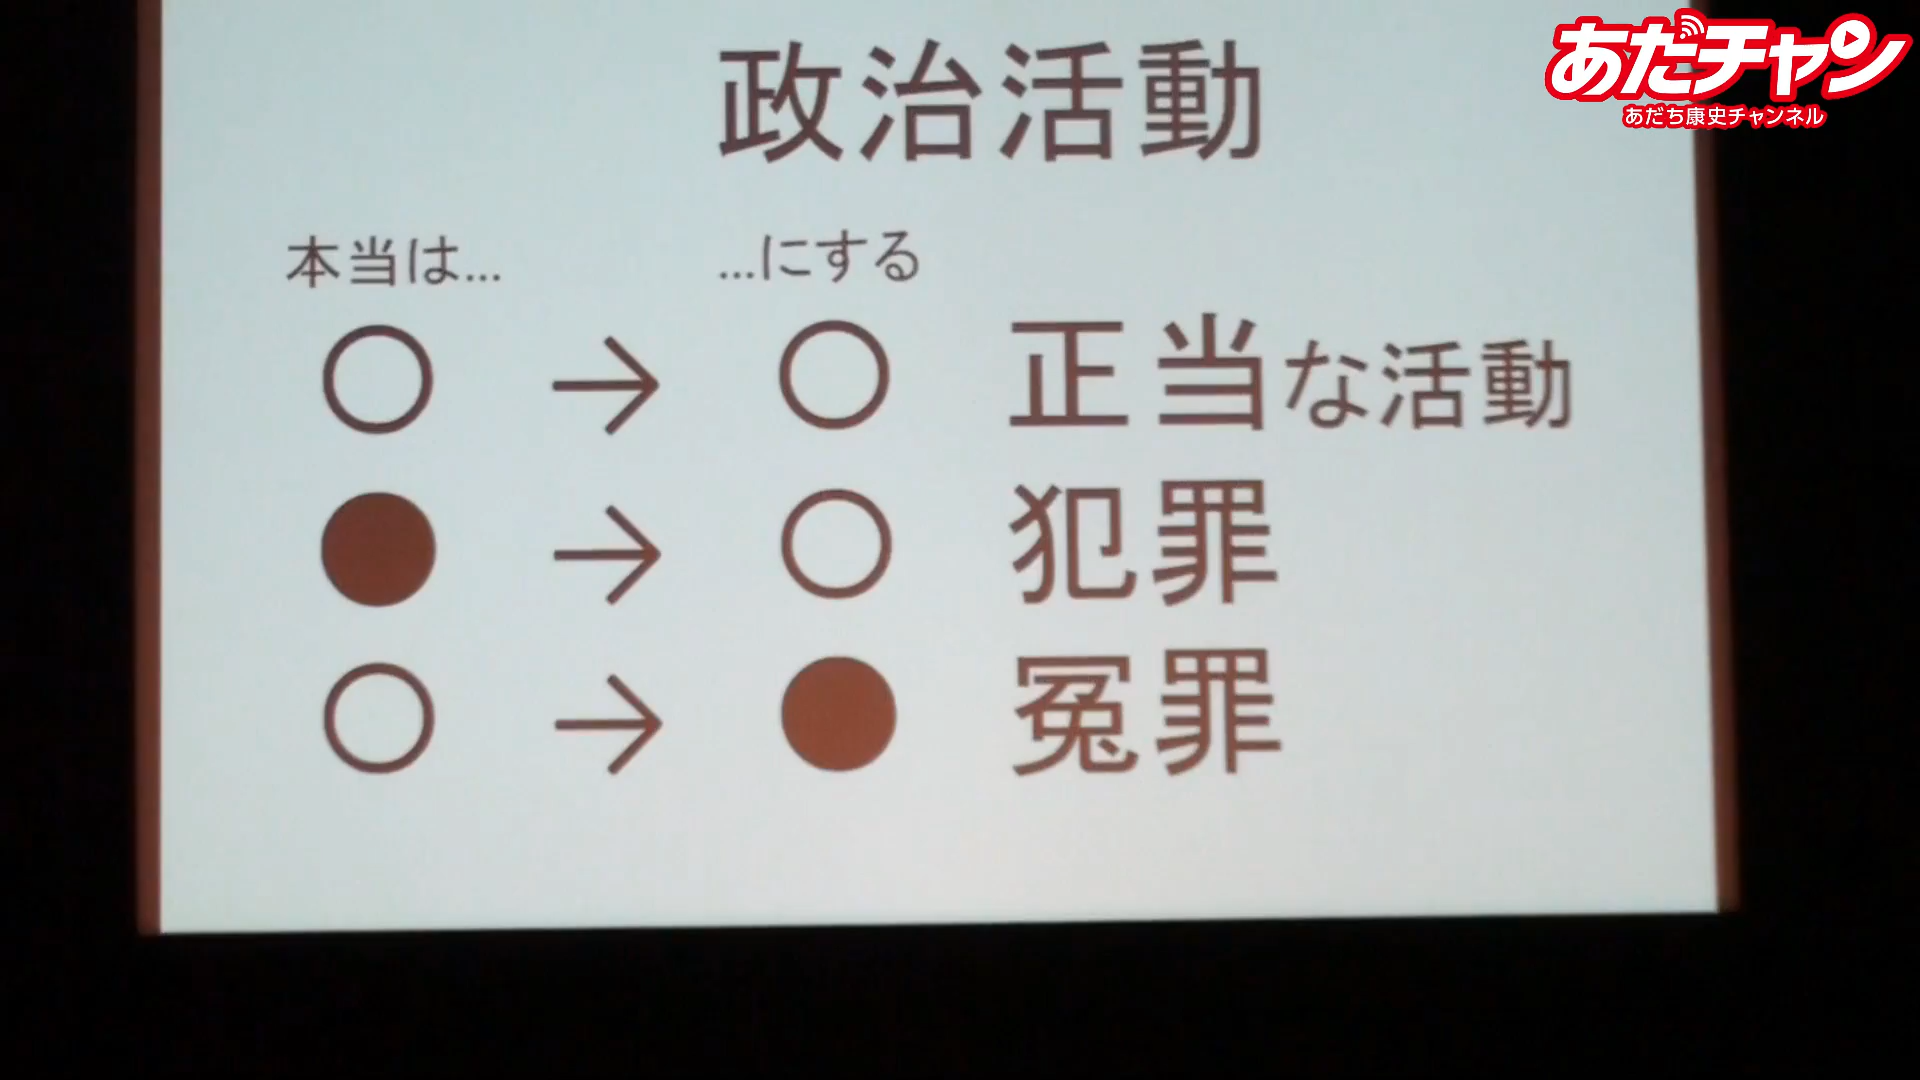 あだチャン
あだち康史チャンネル
政治活動
本当は... ...にする
○ → ○ 正当な活動
● → ○ 犯罪
○ → ● 冤罪